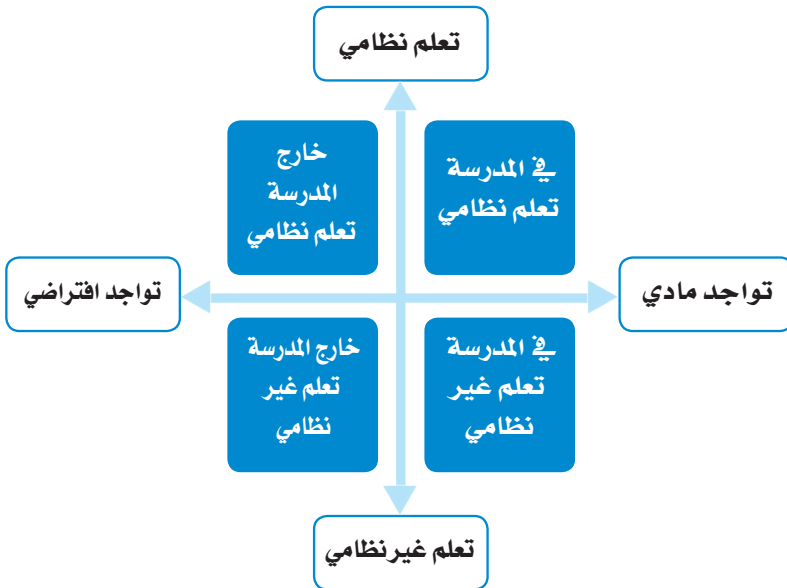 تعلم نظامي
في المدرسة
تعلم نظامي
خارج
المدرسة
تعلم نظامي
تواجد مادي
تواجد افتراضي
في المدرسة
تعلم غير
نظامي
خارج المدرسة
تعلم غير
نظامي
تعلم غيرنظامي